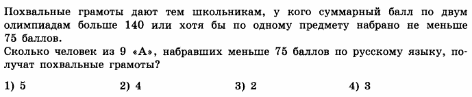 Похвальные грамоты дают тем школьникам, у кого суммарный балл по двум
олимпиадам больше 140 или хотя бы по одному предмету набрано не меньше
75 баллов.
Сколько человек из 9 «А», набравших меньше 75 баллов по русскому языку, по-
лучат похвальные грамоты?
1) 5 2) 4 3) 2 4) 3